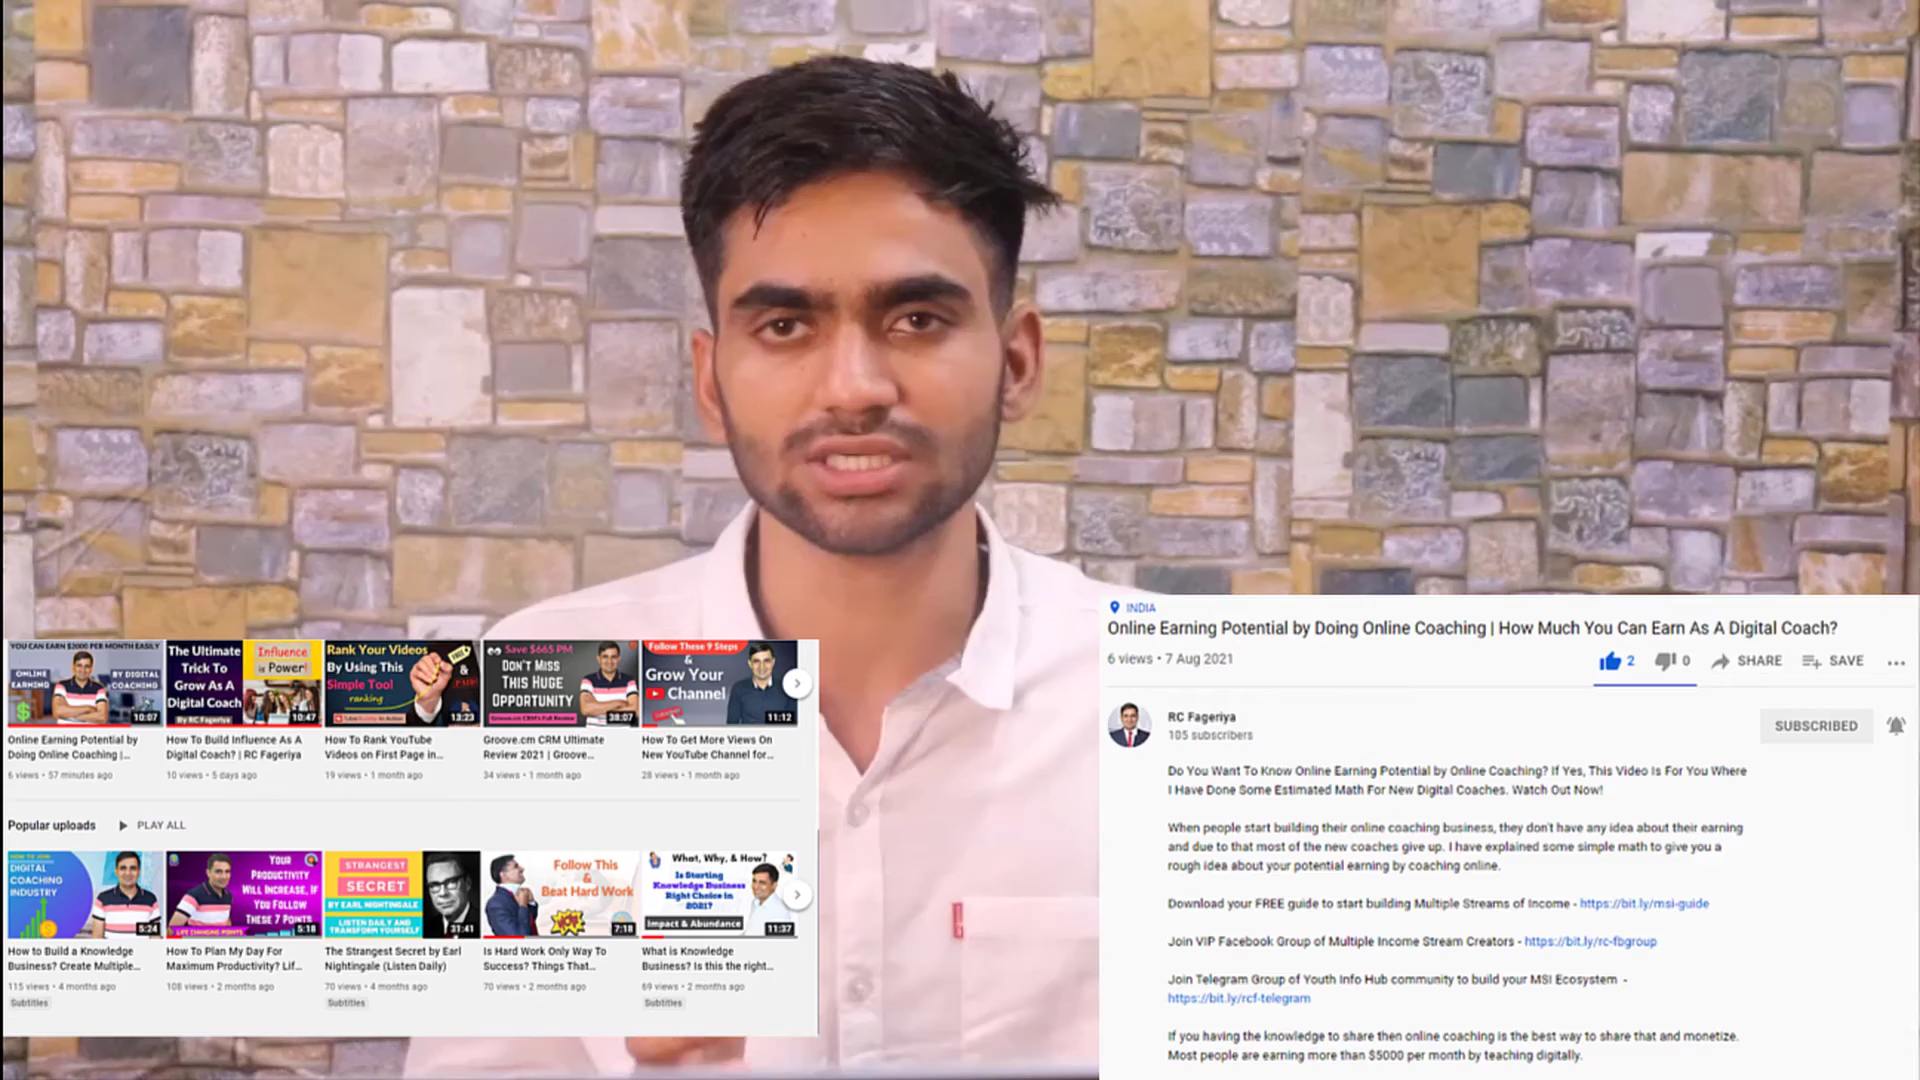 YOU CAN EARN $3000 PER MONTH EASILY
ONLINE
EARNING
BY DIGITAL
COACHING
10:07
The Ultimate
Trick To
Grow As A
Digital Coach
By RC Fageriya
Influence
is Power!
10:47
Rank Your Videos
By Using This
Simple Tool
ranking
13:23
Save $665 PM
DON'T MISS
THIS HUGE
OPPORTUNITY
Groove.cm CRM's Full Review
38:07
Follow These 9 Steps
&
Grow Your
Channel
11:12
Online Earning Potential by
Doing Online Coaching |...
6 views • 57 minutes ago
How To Build Influence As A
Digital Coach? | RC Fageriya
10 views • 5 days ago
How To Rank YouTube
Videos on First Page in...
19 views • 1 month ago
Groove.cm CRM Ultimate
Review 2021 | Groove...
34 views • 1 month ago
How To Get More Views On
New YouTube Channel for...
28 views • 1 month ago
Popular uploads
PLAY ALL
HOW TO JOIN
DIGITAL
COACHING
INDUSTRY
5:24
YOUR
PRODUCTIVITY
WILL INCREASE, IF
YOU FOLLOW
THESE 7 POINTS
LIFE CHANGING POINTS
5:18
STRANGEST
SECRET
BY EARL NIGHTINGALE
LISTEN DAILY AND
TRANSFORM YOURSELF
31:41
Follow This
&
Beat Hard Work
WOW
7:18
What, Why, & How?
Is Starting
Knowledge Business
Right Choice in
2021?
Impact & Abundance
11:37
How to Build a Knowledge
Business? Create Multiple...
115 views • 4 months ago
Subtitles
How To Plan My Day For
Maximum Productivity? Lif...
108 views • 2 months ago
The Strangest Secret by Earl
Nightingale (Listen Daily)
70 views • 4 months ago
Subtitles
Is Hard Work Only Way To
Success? Things That...
70 views • 2 months ago
What is Knowledge
Business? Is this the right...
69 views • 2 months ago
Subtitles
INDIA
Online Earning Potential by Doing Online Coaching | How Much You Can Earn As A Digital Coach?
6 views • 7 Aug 2021
2
0
SHARE
SAVE
RC Fageriya
105 subscribers
SUBSCRIBED
Do You Want To Know Online Earning Potential by Online Coaching? If Yes, This Video Is For You Where
I Have Done Some Estimated Math For New Digital Coaches. Watch Out Now!
When people start building their online coaching business, they don't have any idea about their earning
and due to that most of the new coaches give up. I have explained some simple math to give you a
rough idea about your potential earning by coaching online.
Download your FREE guide to start building Multiple Streams of Income - https://bit.ly/msi-guide
Join VIP Facebook Group of Multiple Income Stream Creators - https://bit.ly/rc-fbgroup
Join Telegram Group of Youth Info Hub community to build your MSI Ecosystem -
https://bit.ly/rcf-telegram
If you having the knowledge to share then online coaching is the best way to share that and monetize.
Most people are earning more than $5000 per month by teaching digitally.